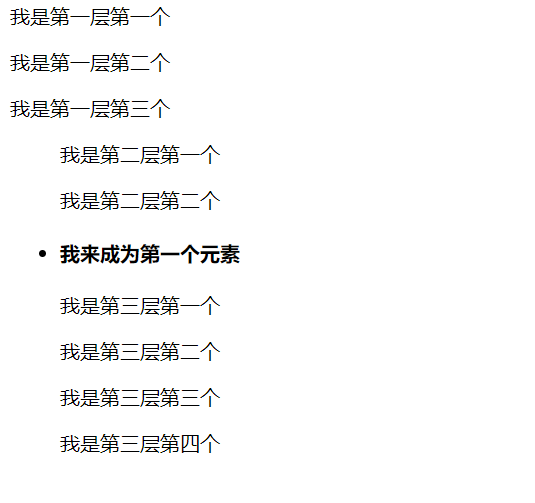 我是第一层第一个
我是第一层第二个
我是第一层第三个
我是第二层第一个
我是第二层第二个
我来成为第一个元素
我是第三层第一个
我是第三层第二个
我是第三层第三个
我是第三层第四个